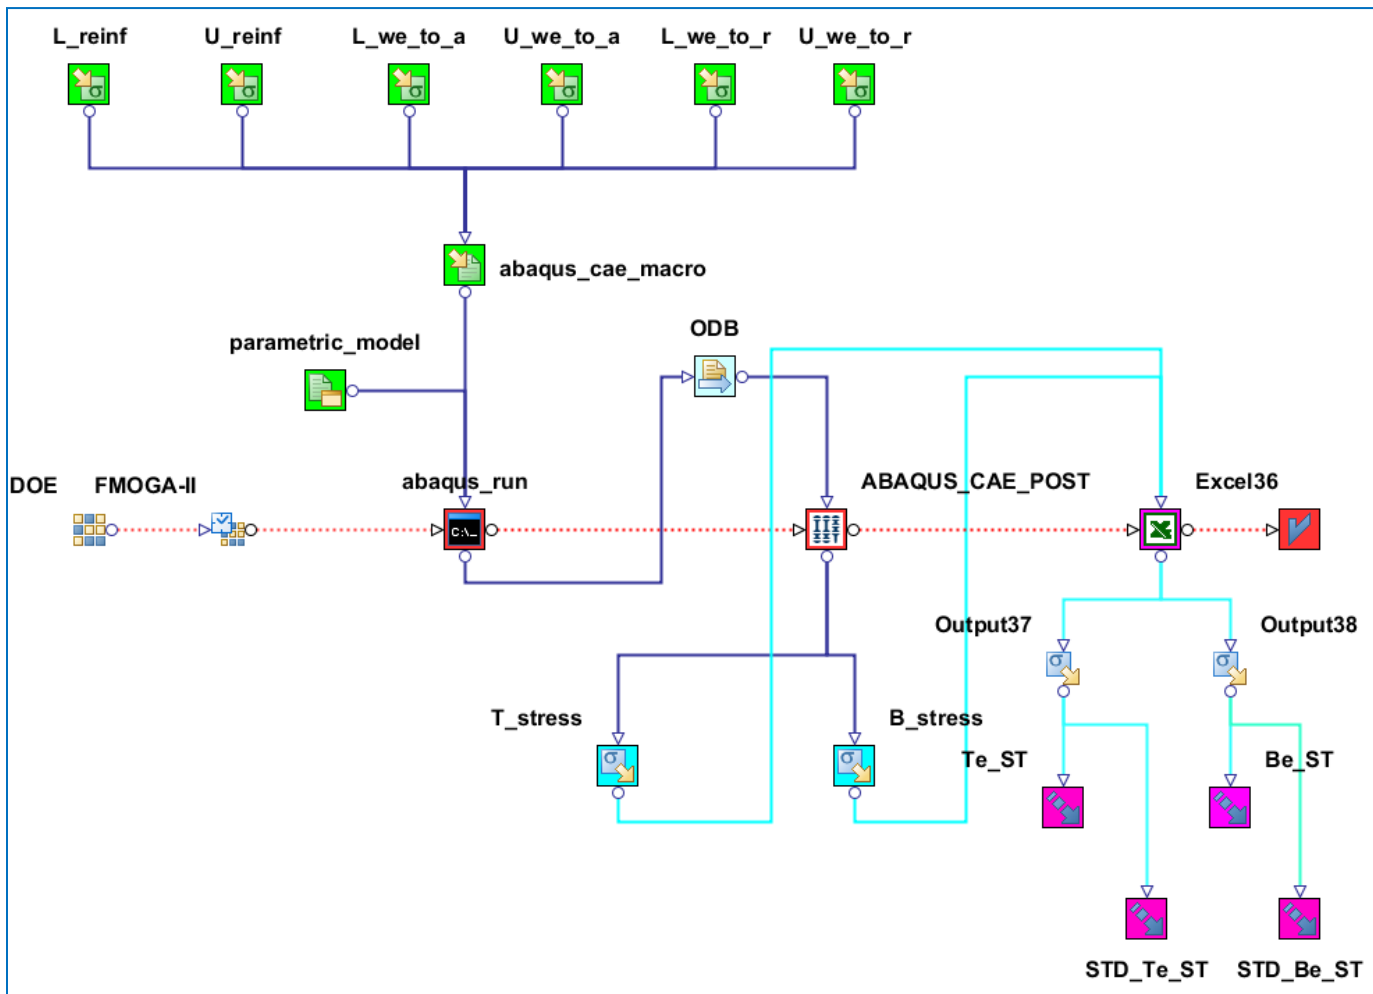 L_reinf
U_reinf
L_we_to_a
U_we_to_a
L_we_to_r
U_we_to_r
abaqus_cae_macro
parametric_model
ODB
DOE
FMOGA-II
abaqus_run
ABAQUS_CAE_POST
Excel36
C:\_
Output37
Output38
T_stress
B_stress
Te_ST
Be_ST
STD_Te_ST
STD_Be_ST